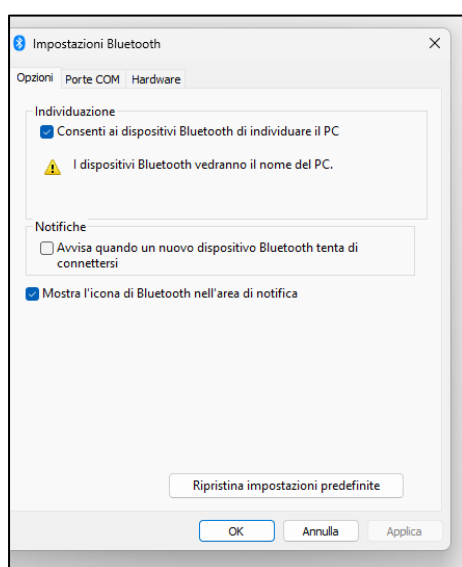 Impostazioni Bluetooth
Opzioni Porte COM Hardware
Individuazione
Consenti ai dispositivi Bluetooth di individuare il PC
I dispositivi Bluetooth vedranno il nome del PC.
Notifiche
Avvisa quando un nuovo dispositivo Bluetooth tenta di
connettersi
Mostra l'icona di Bluetooth nell'area di notifica
Ripristina impostazioni predefinite
OK Annulla Applica